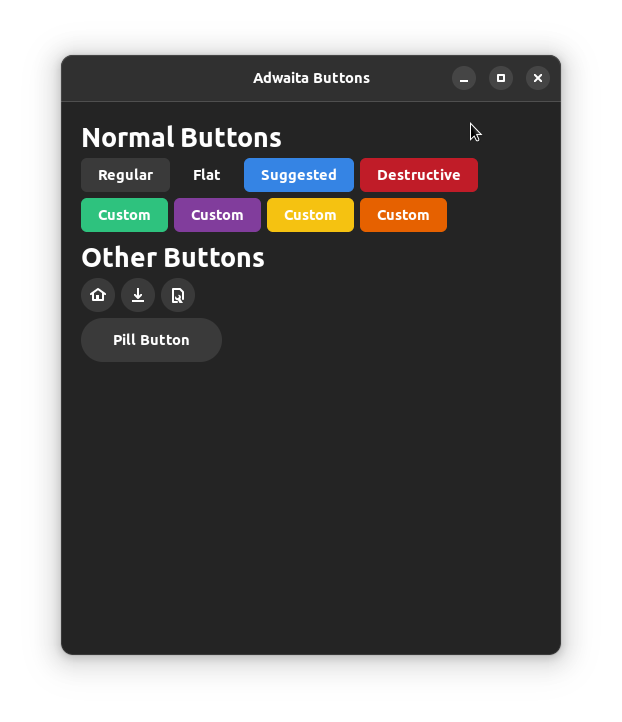 Adwaita Buttons
Normal Buttons
Regular Flat Suggested Destructive
Custom Custom Custom Custom
Other Buttons
Pill Button